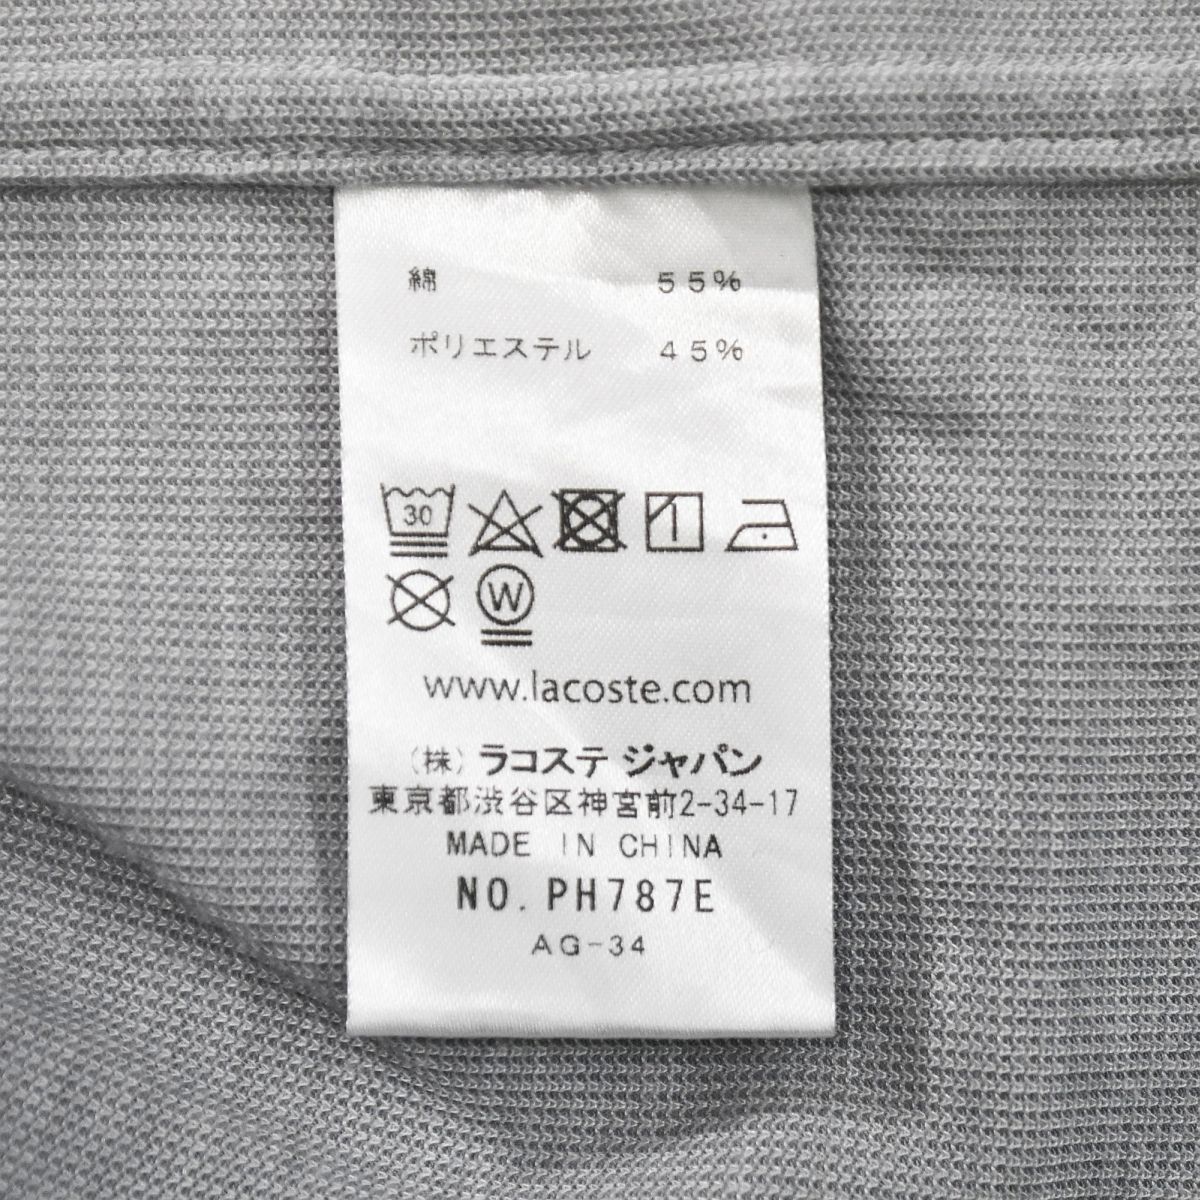 綿 55%
ポリエステル 45%
30
W
www.lacoste.com
(株) ラコステ ジャパン
東京都渋谷区神宮前2-34-17
MADE IN CHINA
NO. PH787E
AG-34